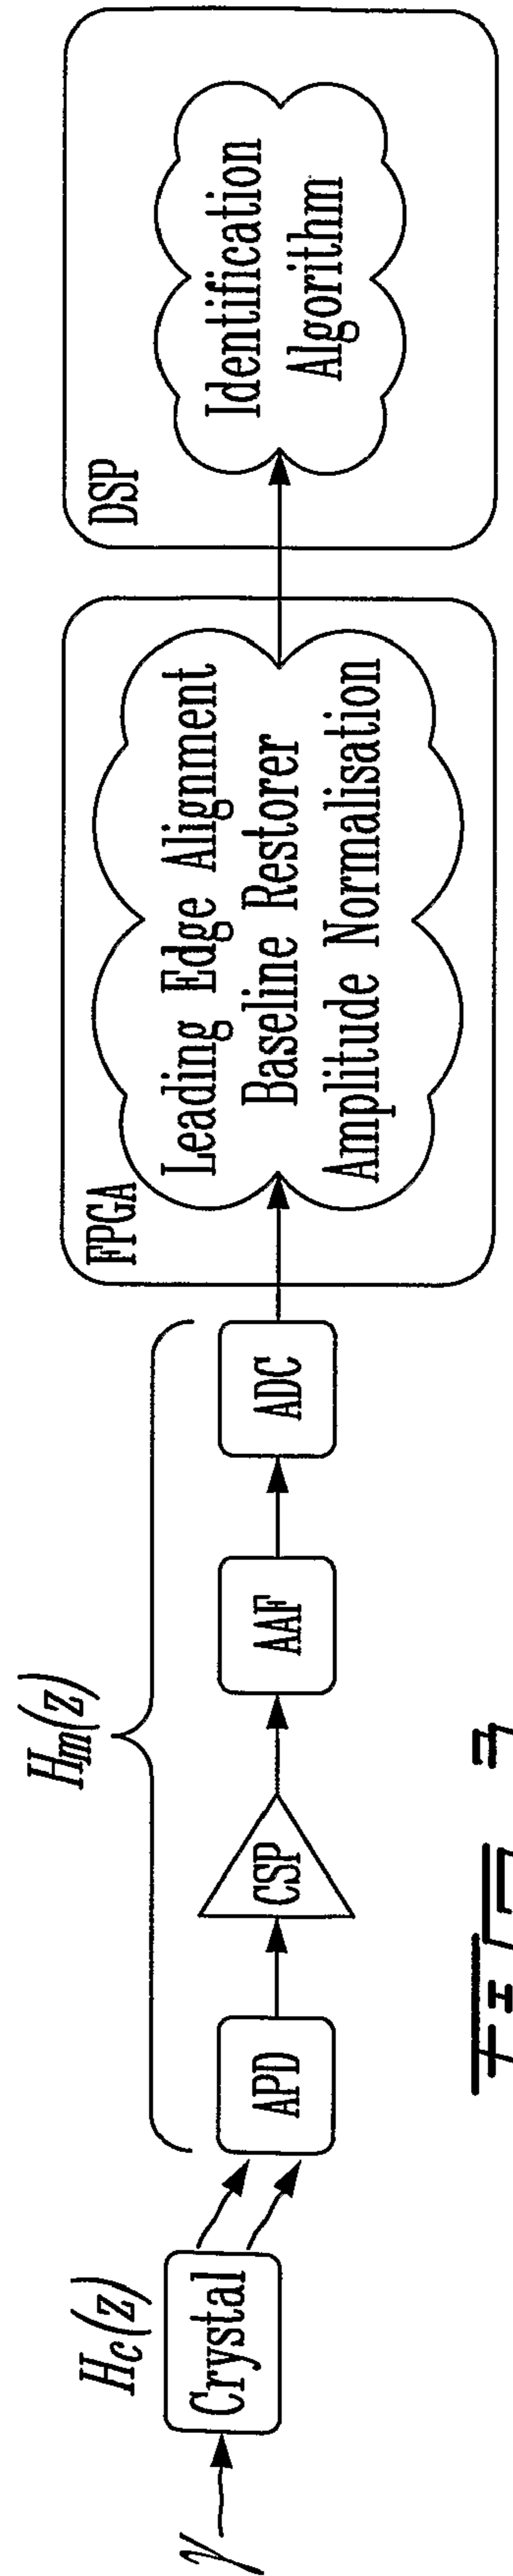 γ
Hc(z)
Crystal
Hm(z)
APD
CSP
AAF
ADC
FPGA
Leading Edge Alignment
Baseline Restorer
Amplitude Normalisation
DSP
Identification
Algorithm